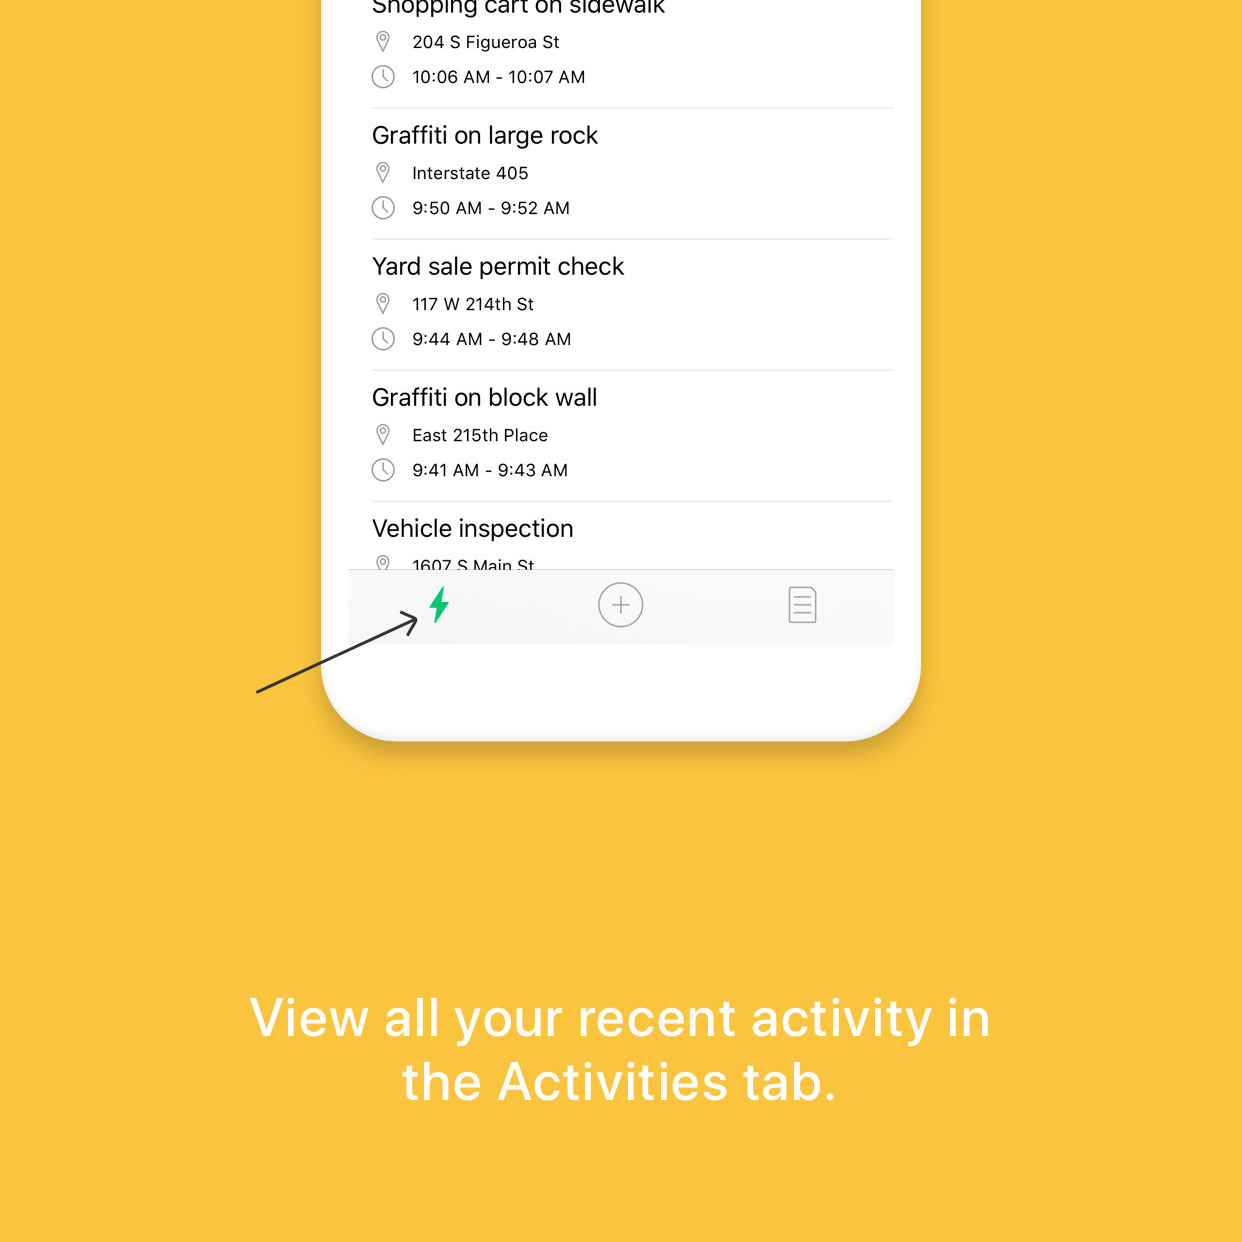 Shopping cart on sidewalk
204 S Figueroa St
10:06 AM - 10:07 AM
Graffiti on large rock
Interstate 405
9:50 AM - 9:52 AM
Yard sale permit check
117 W 214th St
9:44 AM - 9:48 AM
Graffiti on block wall
East 215th Place
9:41 AM - 9:43 AM
Vehicle inspection
1607 S Main St
View all your recent activity in
the Activities tab.